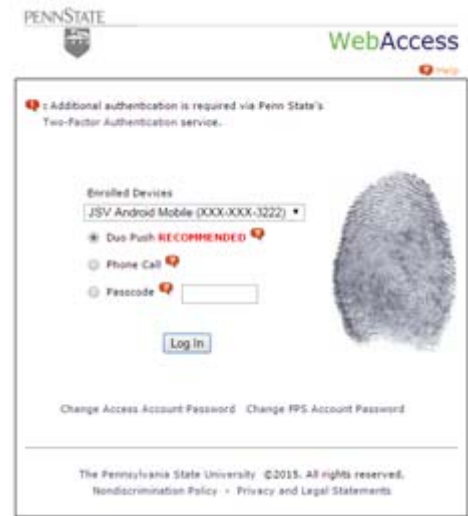 PENNSTATE
WebAccess
Help
: Additional authentication is required via Penn State's
Two-Factor Authentication service.
Enrolled Devices
JSV Android Mobile (XXX-XXX-3222)
Duo Push RECOMMENDED
Phone Call
Passcode
Log In
Change Access Account Password Change FPS Account Password
The Pennsylvania State University ©2015. All rights reserved.
Nondiscrimination Policy - Privacy and Legal Statements